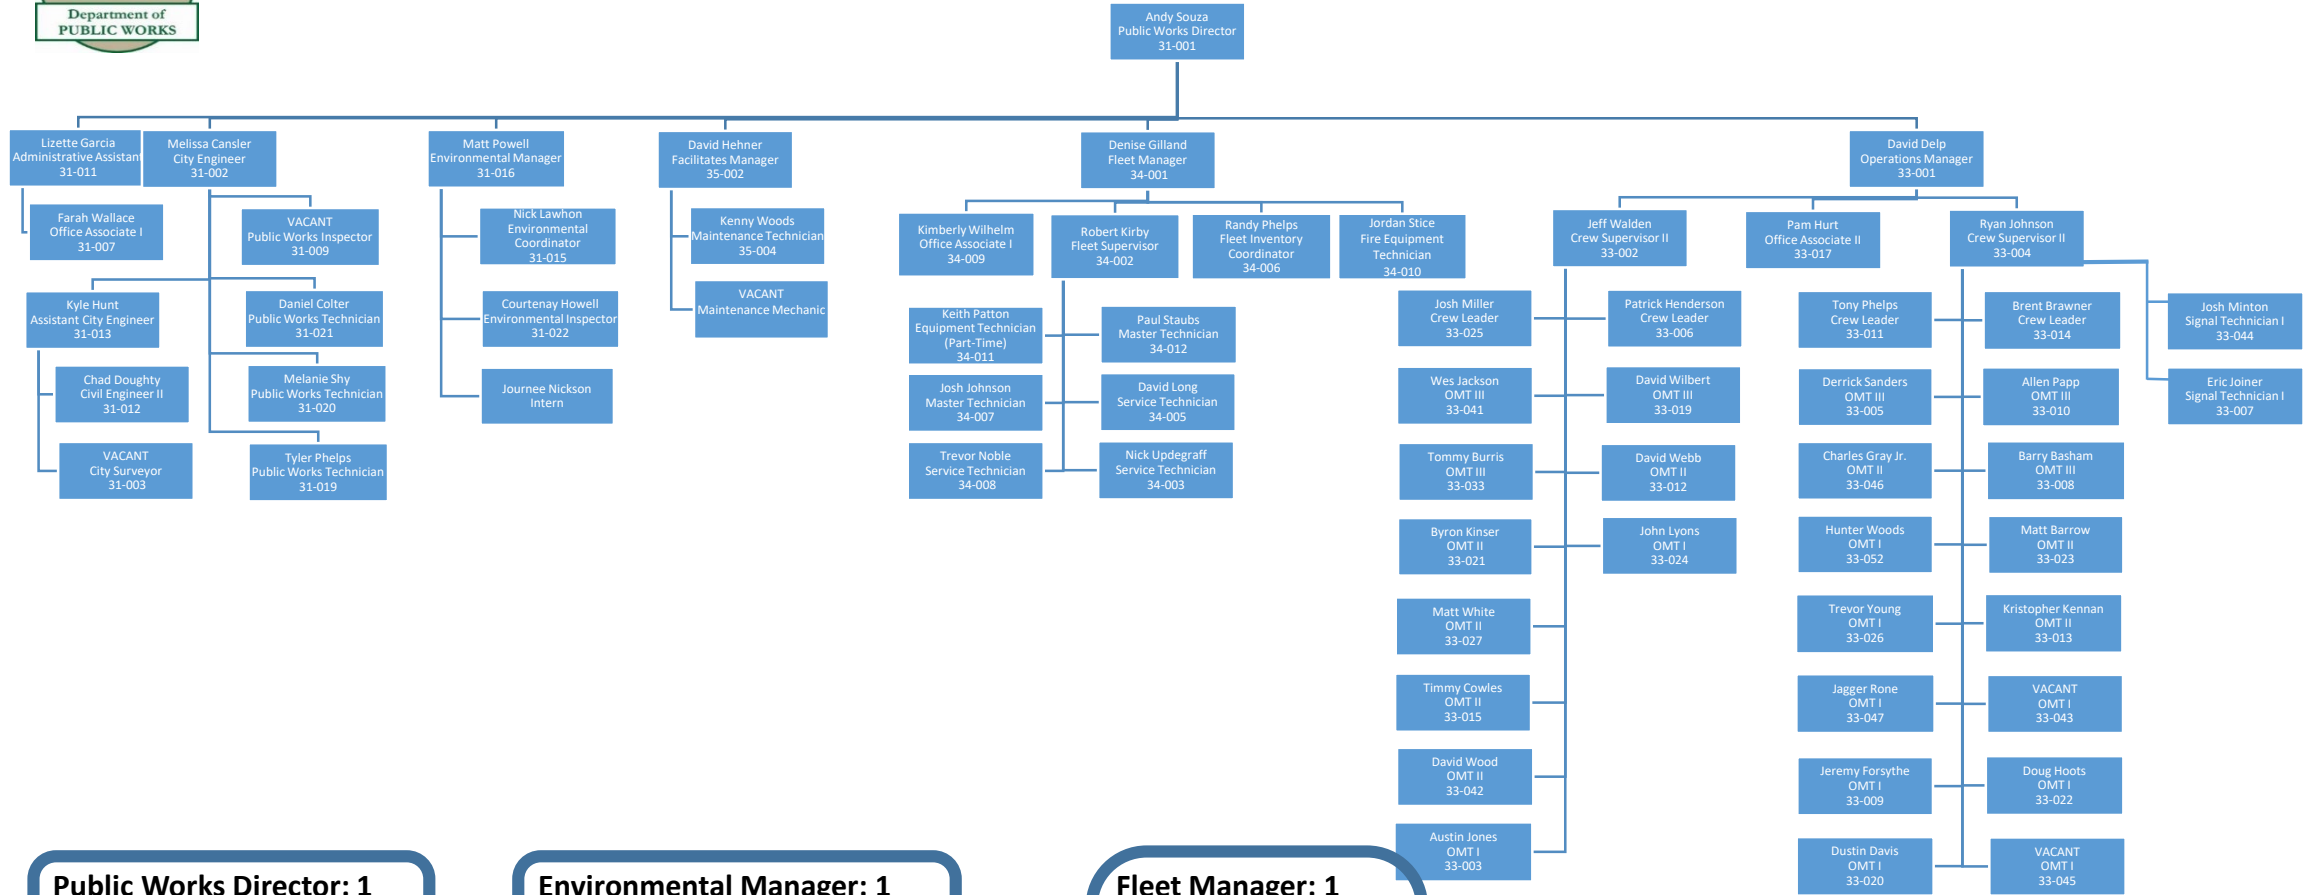 Department of
PUBLIC WORKS
Andy Souza
Public Works Director
31-001
Lizette Garcia
Administrative Assistant
31-011
Melissa Cansler
City Engineer
31-002
Matt Powell
Environmental Manager
31-016
David Hehner
Facilitates Manager
35-002
Denise Gilland
Fleet Manager
34-001
David Delp
Operations Manager
33-001
Farah Wallace
Office Associate I
31-007
VACANT
Public Works Inspector
31-009
Kyle Hunt
Assistant City Engineer
31-013
Daniel Colter
Public Works Technician
31-021
Chad Doughty
Civil Engineer II
31-012
Melanie Shy
Public Works Technician
31-020
VACANT
City Surveyor
31-003
Tyler Phelps
Public Works Technician
31-019
Nick Lawhon
Environmental
Coordinator
31-015
Courtenay Howell
Environmental Inspector
31-022
Journee Nickson
Intern
Kenny Woods
Maintenance Technician
35-004
VACANT
Maintenance Mechanic
Kimberly Wilhelm
Office Associate I
34-009
Robert Kirby
Fleet Supervisor
34-002
Randy Phelps
Fleet Inventory
Coordinator
34-006
Jordan Stice
Fire Equipment
Technician
34-010
Keith Patton
Equipment Technician
(Part-Time)
34-011
Paul Staubs
Master Technician
34-012
Josh Johnson
Master Technician
34-007
David Long
Service Technician
34-005
Trevor Noble
Service Technician
34-008
Nick Updegraff
Service Technician
34-003
Jeff Walden
Crew Supervisor II
33-002
Pam Hurt
Office Associate II
33-017
Ryan Johnson
Crew Supervisor II
33-004
Josh Miller
Crew Leader
33-025
Patrick Henderson
Crew Leader
33-006
Wes Jackson
OMT III
33-041
David Wilbert
OMT III
33-019
Tommy Burris
OMT III
33-033
David Webb
OMT II
33-012
Byron Kinser
OMT II
33-021
John Lyons
OMT I
33-024
Matt White
OMT II
33-027
Timmy Cowles
OMT II
33-015
David Wood
OMT II
33-042
Austin Jones
OMT I
33-003
Tony Phelps
Crew Leader
33-011
Brent Brawner
Crew Leader
33-014
Josh Minton
Signal Technician I
33-044
Derrick Sanders
OMT III
33-005
Allen Papp
OMT III
33-010
Eric Joiner
Signal Technician I
33-007
Charles Gray Jr.
OMT II
33-046
Barry Basham
OMT III
33-008
Hunter Woods
OMT I
33-052
Matt Barrow
OMT II
33-023
Trevor Young
OMT I
33-026
Kristopher Kennan
OMT II
33-013
Jagger Rone
OMT I
33-047
VACANT
OMT I
33-043
Jeremy Forsythe
OMT I
33-009
Doug Hoots
OMT I
33-022
Dustin Davis
OMT I
33-020
VACANT
OMT I
33-045
Public Works Director: 1
Environmental Manager: 1
Fleet Manager: 1